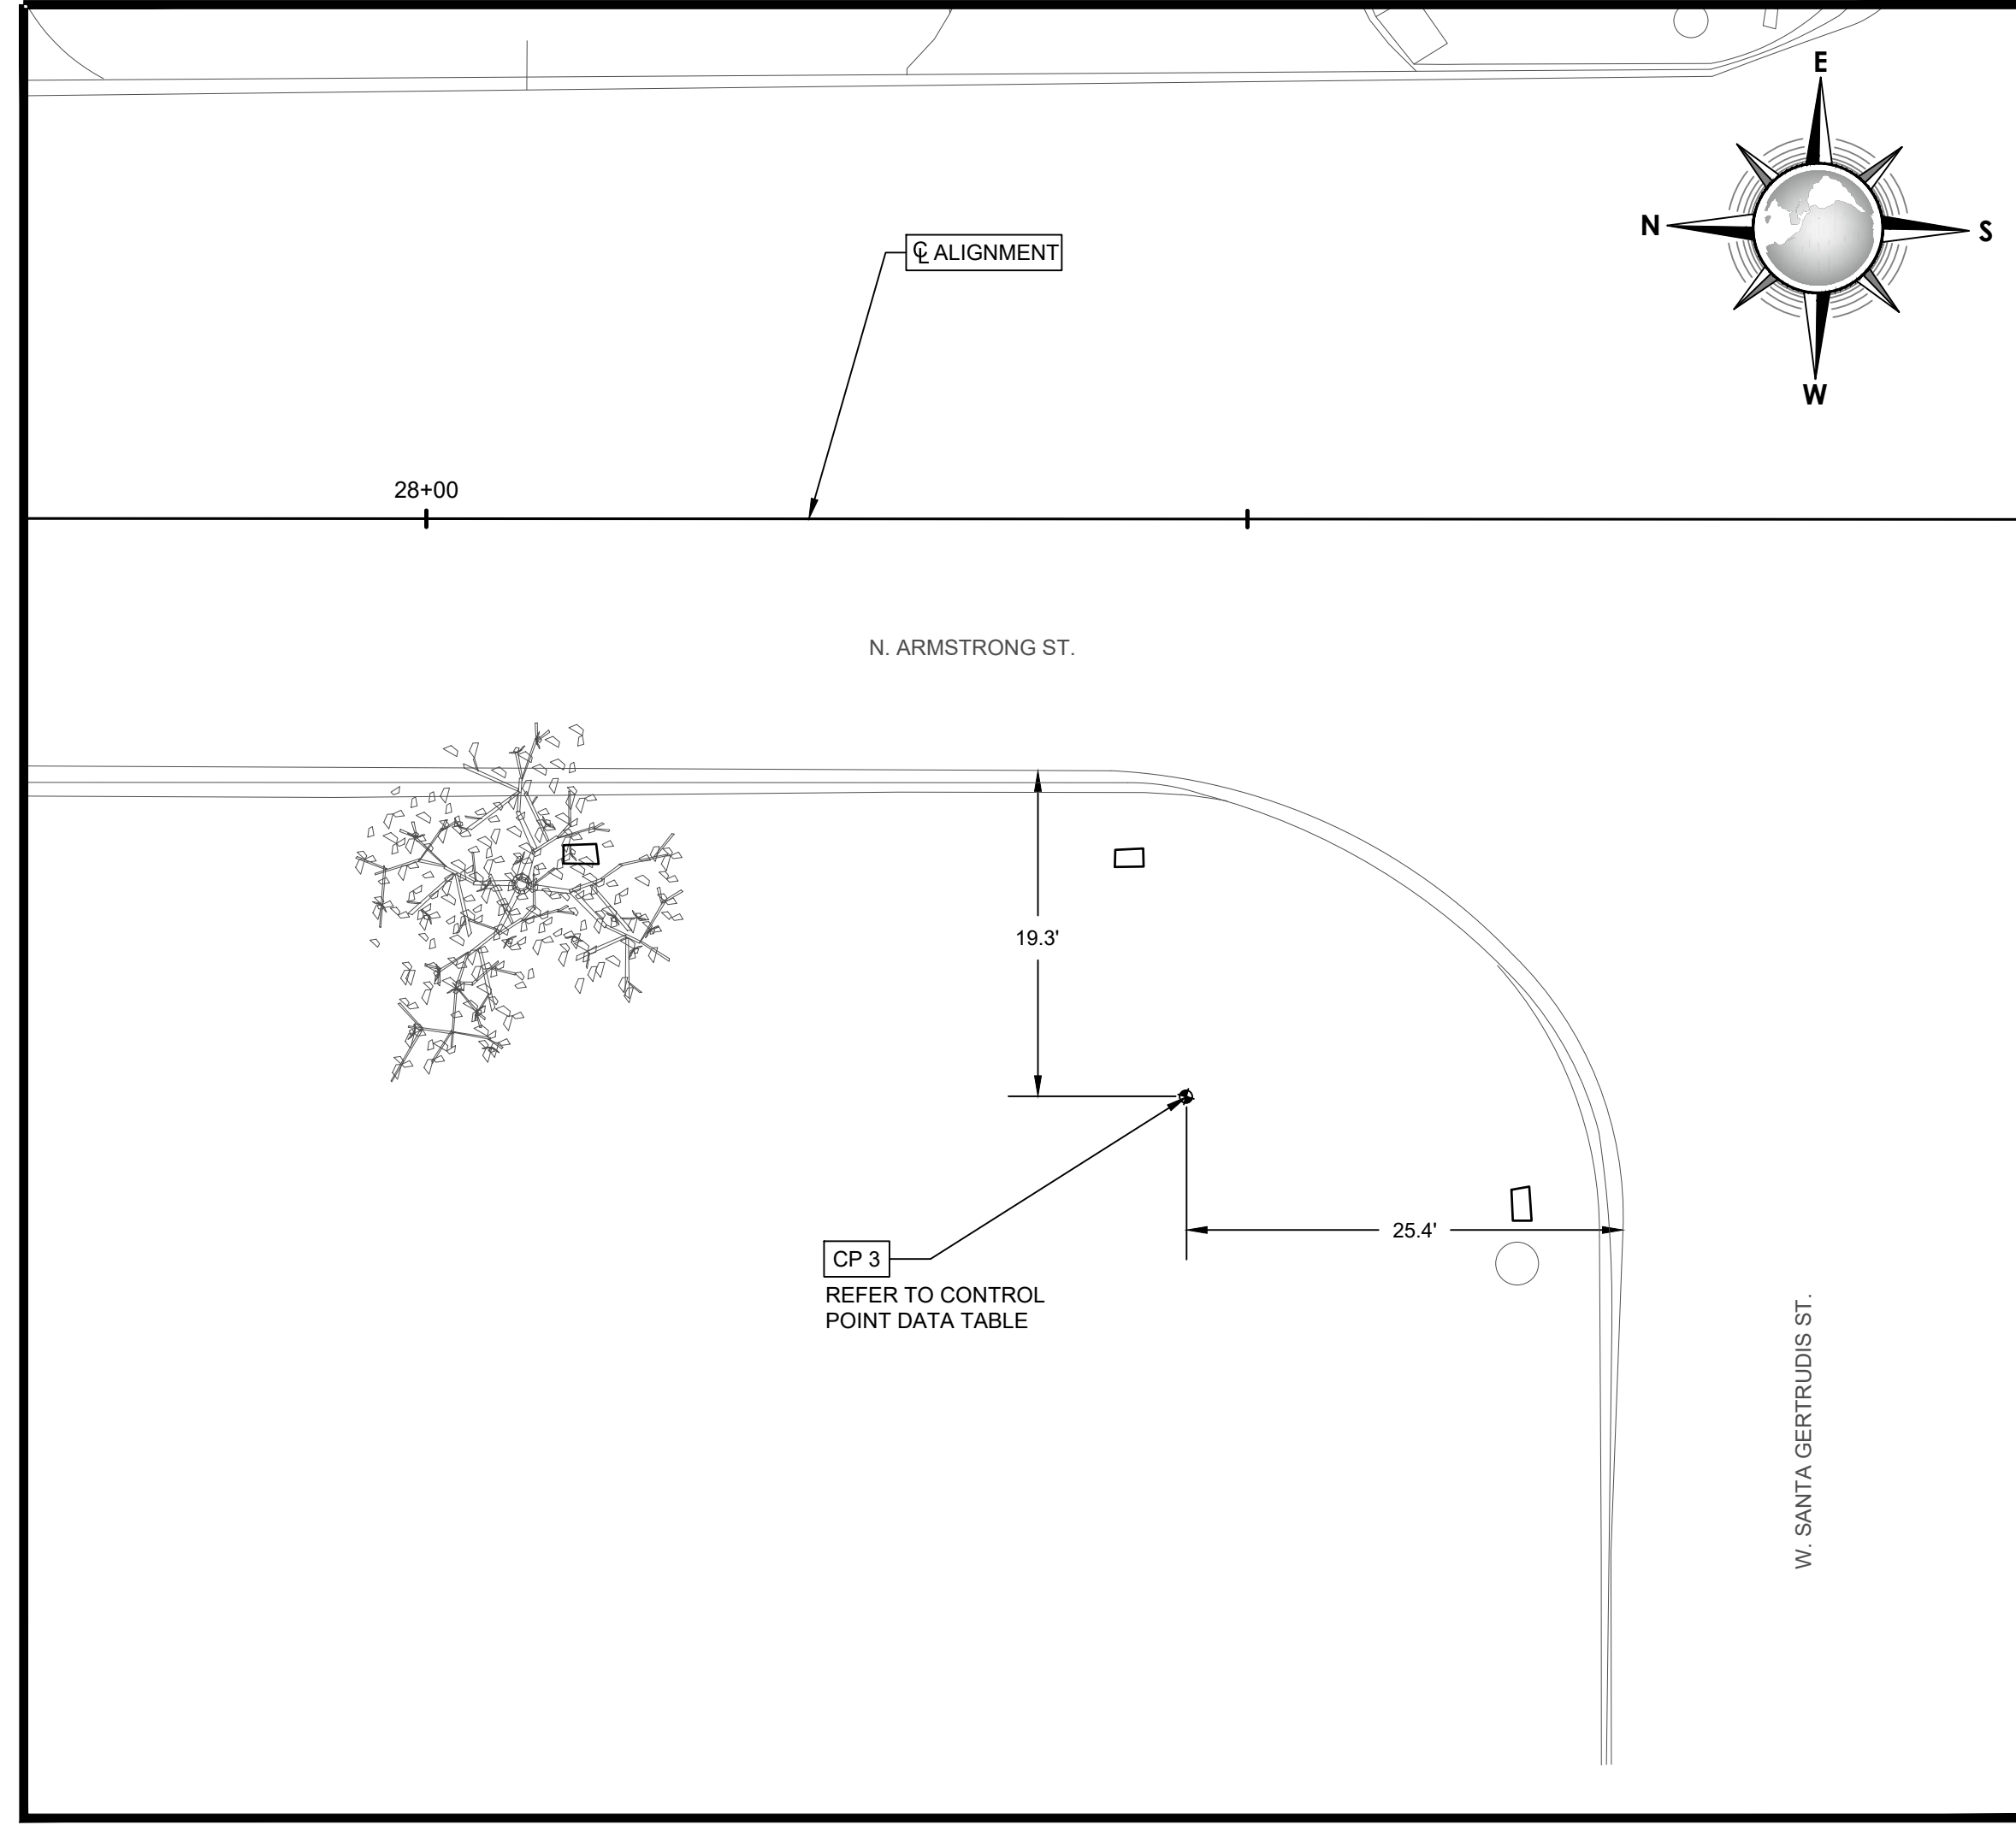 E
N
S
W
℄ ALIGNMENT
28+00
N. ARMSTRONG ST.
19.3'
25.4'
CP 3
REFER TO CONTROL
POINT DATA TABLE
W. SANTA GERTRUDIS ST.